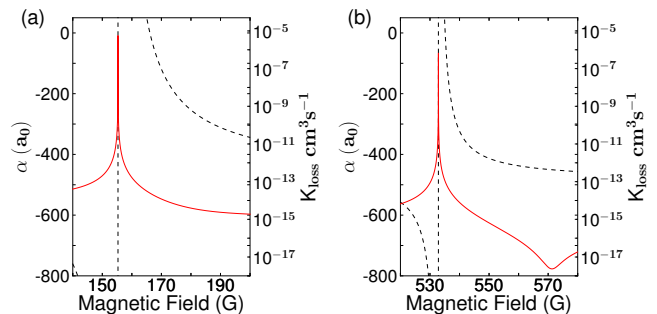 (a)
0
-200
-400
-600
-800
α (a₀)
150 170 190
Magnetic Field (G)
10⁻⁵
10⁻⁷
10⁻⁹
10⁻¹¹
10⁻¹³
10⁻¹⁵
10⁻¹⁷
K_loss cm³s⁻¹
(b)
0
-200
-400
-600
-800
α (a₀)
530 550 570
Magnetic Field (G)
10⁻⁵
10⁻⁷
10⁻⁹
10⁻¹¹
10⁻¹³
10⁻¹⁵
10⁻¹⁷
K_loss cm³s⁻¹